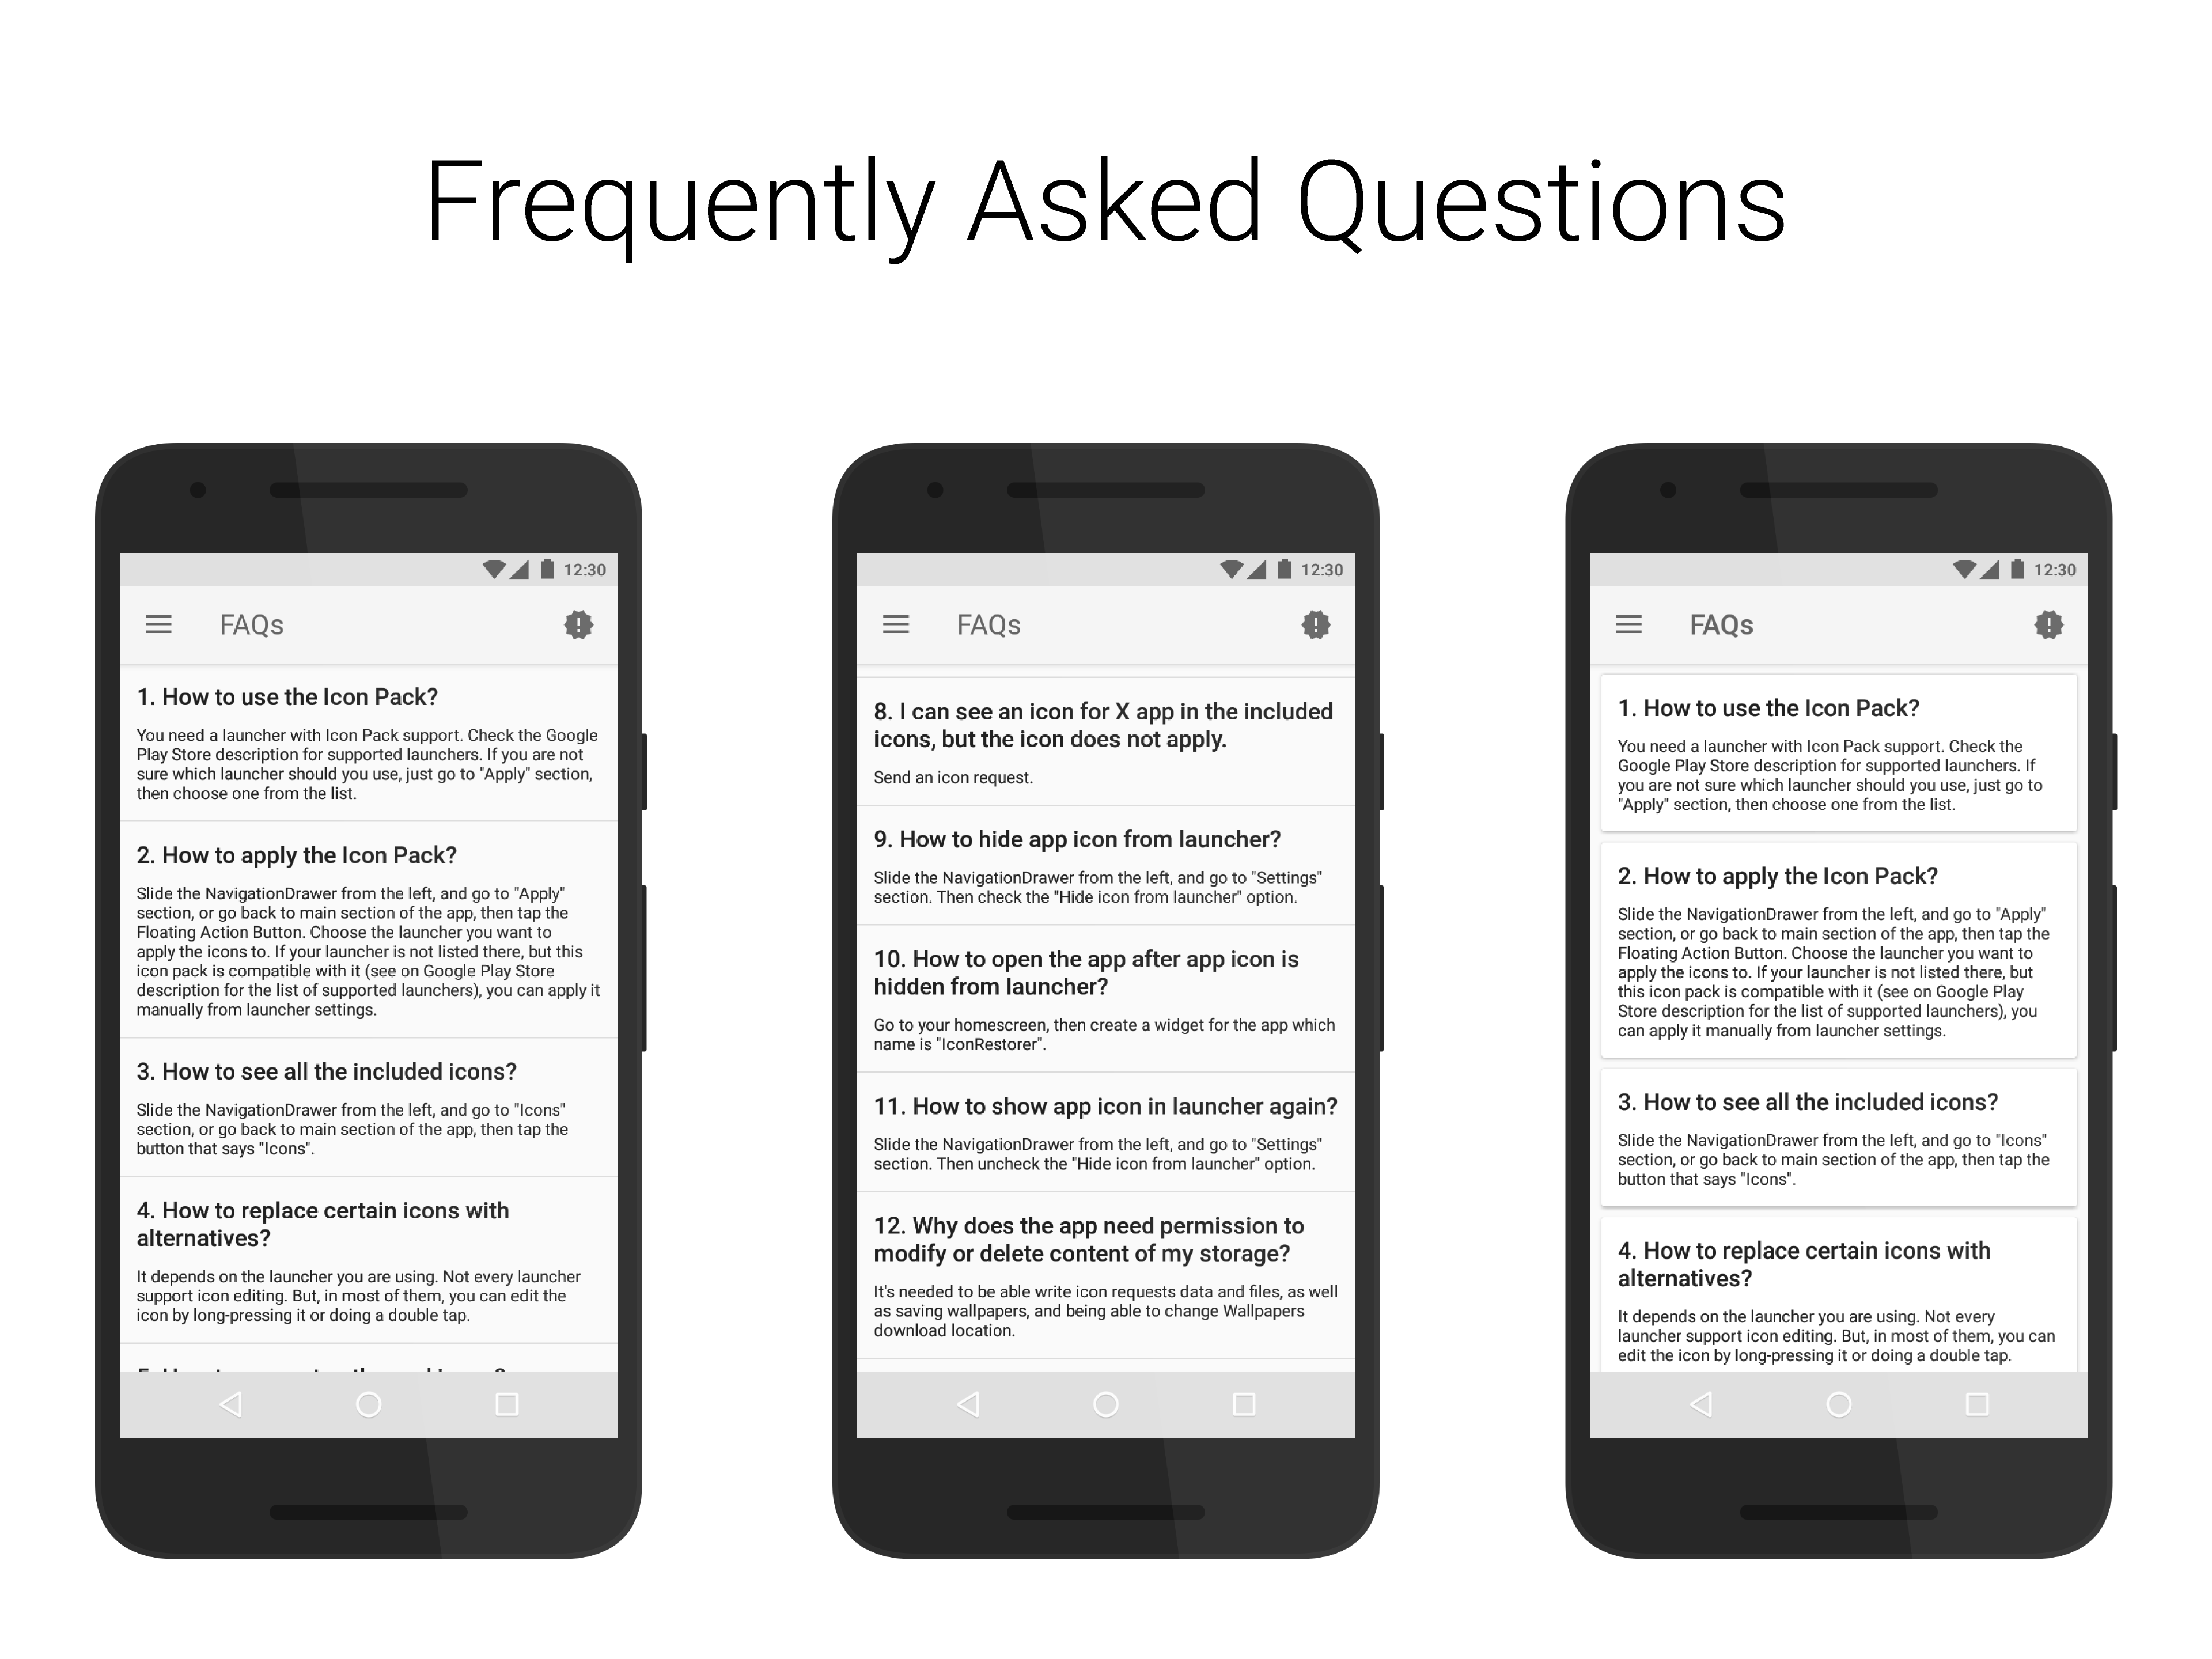 Frequently Asked Questions
12:30
FAQs
1. How to use the Icon Pack?
You need a launcher with Icon Pack support. Check the Google
Play Store description for supported launchers. If you are not
sure which launcher should you use, just go to "Apply" section,
then choose one from the list.
2. How to apply the Icon Pack?
Slide the NavigationDrawer from the left, and go to "Apply"
section, or go back to main section of the app, then tap the
Floating Action Button. Choose the launcher you want to
apply the icons to. If your launcher is not listed there, but this
icon pack is compatible with it (see on Google Play Store
description for the list of supported launchers), you can apply it
manually from launcher settings.
3. How to see all the included icons?
Slide the NavigationDrawer from the left, and go to "Icons"
section, or go back to main section of the app, then tap the
button that says "Icons".
4. How to replace certain icons with
alternatives?
It depends on the launcher you are using. Not every launcher
support icon editing. But, in most of them, you can edit the
icon by long-pressing it or doing a double tap.
12:30
FAQs
8. I can see an icon for X app in the included
icons, but the icon does not apply.
Send an icon request.
9. How to hide app icon from launcher?
Slide the NavigationDrawer from the left, and go to "Settings"
section. Then check the "Hide icon from launcher" option.
10. How to open the app after app icon is
hidden from launcher?
Go to your homescreen, then create a widget for the app which
name is "IconRestorer".
11. How to show app icon in launcher again?
Slide the NavigationDrawer from the left, and go to "Settings"
section. Then uncheck the "Hide icon from launcher" option.
12. Why does the app need permission to
modify or delete content of my storage?
It's needed to be able write icon requests data and files, as well
as saving wallpapers, and being able to change Wallpapers
download location.
12:30
FAQs
1. How to use the Icon Pack?
You need a launcher with Icon Pack support. Check the
Google Play Store description for supported launchers. If
you are not sure which launcher should you use, just go to
"Apply" section, then choose one from the list.
2. How to apply the Icon Pack?
Slide the NavigationDrawer from the left, and go to "Apply"
section, or go back to main section of the app, then tap the
Floating Action Button. Choose the launcher you want to
apply the icons to. If your launcher is not listed there, but
this icon pack is compatible with it (see on Google Play
Store description for the list of supported launchers), you
can apply it manually from launcher settings.
3. How to see all the included icons?
Slide the NavigationDrawer from the left, and go to "Icons"
section, or go back to main section of the app, then tap the
button that says "Icons".
4. How to replace certain icons with
alternatives?
It depends on the launcher you are using. Not every
launcher support icon editing. But, in most of them, you can
edit the icon by long-pressing it or doing a double tap.